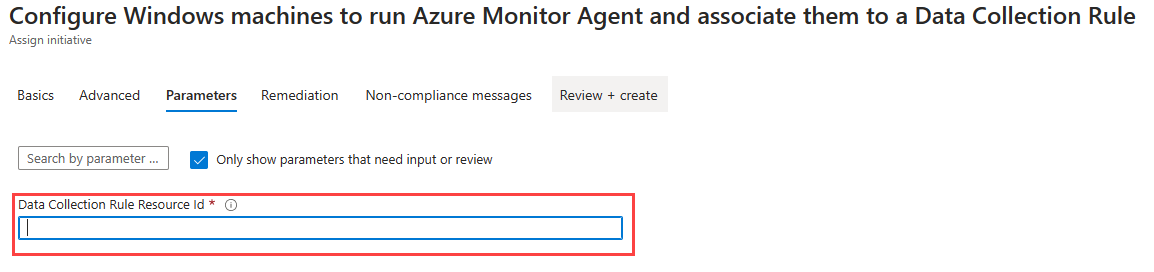 Configure Windows machines to run Azure Monitor Agent and associate them to a Data Collection Rule
Assign initiative
Basics Advanced Parameters Remediation Non-compliance messages Review + create
Search by parameter ... Only show parameters that need input or review
Data Collection Rule Resource Id *